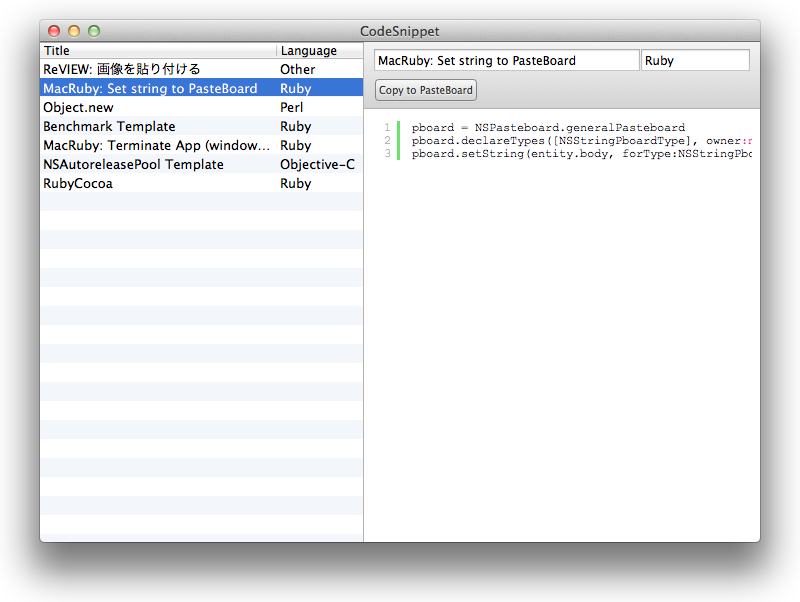 CodeSnippet
Title Language
ReVIEW: 画像を貼り付ける Other
MacRuby: Set string to PasteBoard Ruby
Object.new Perl
Benchmark Template Ruby
MacRuby: Terminate App (window... Ruby
NSAutoreleasePool Template Objective-C
RubyCocoa Ruby
MacRuby: Set string to PasteBoard Ruby
Copy to PasteBoard
1 pboard = NSPasteboard.generalPasteboard
2 pboard.declareTypes([NSStringPboardType], owner:n
3 pboard.setString(entity.body, forType:NSStringPbo